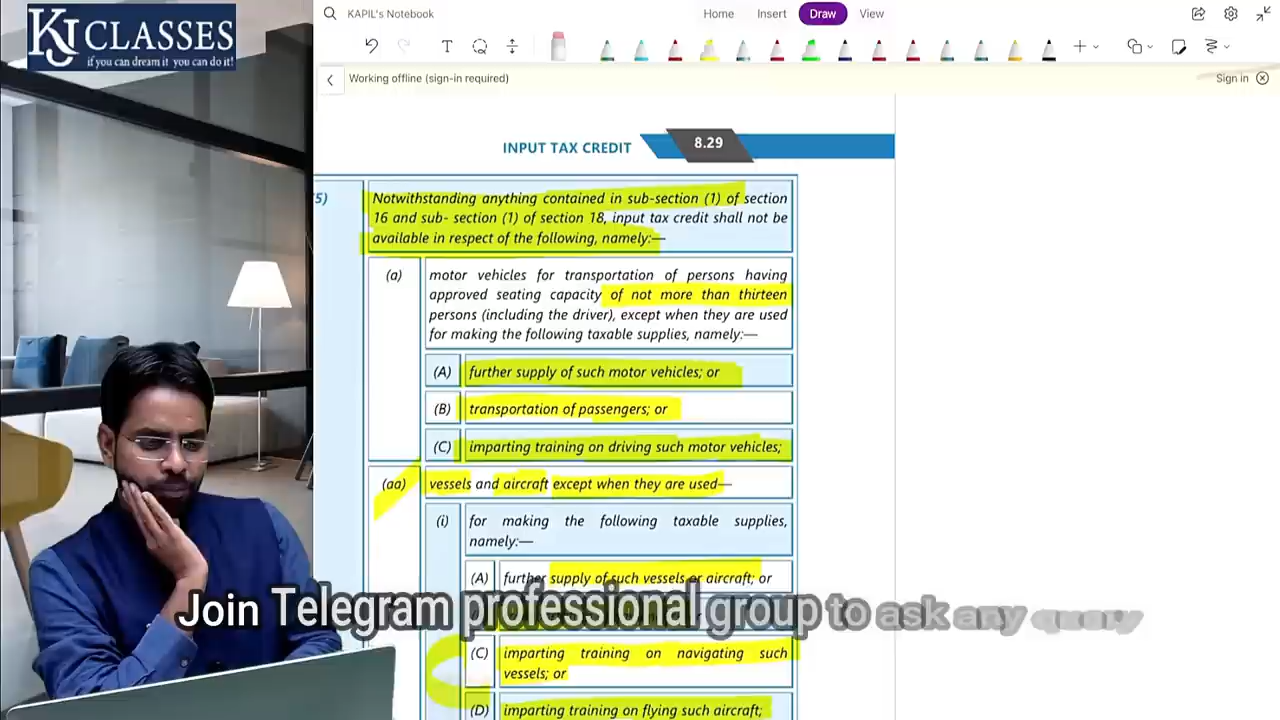 KJ CLASSES
if you can dream it you can do it!
KAPIL's Notebook
Home Insert Draw View
Working offline (sign-in required)
Sign in
INPUT TAX CREDIT 8.29
5) Notwithstanding anything contained in sub-section (1) of section
16 and sub- section (1) of section 18, input tax credit shall not be
available in respect of the following, namely:—
(a) motor vehicles for transportation of persons having
approved seating capacity of not more than thirteen
persons (including the driver), except when they are used
for making the following taxable supplies, namely:—
(A) further supply of such motor vehicles; or
(B) transportation of passengers; or
(C) imparting training on driving such motor vehicles;
(aa) vessels and aircraft except when they are used—
(i) for making the following taxable supplies,
namely:—
(A) further supply of such vessels or aircraft; or
Join Telegram professional group to ask any query
(C) imparting training on navigating such
vessels; or
(D) imparting training on flying such aircraft;